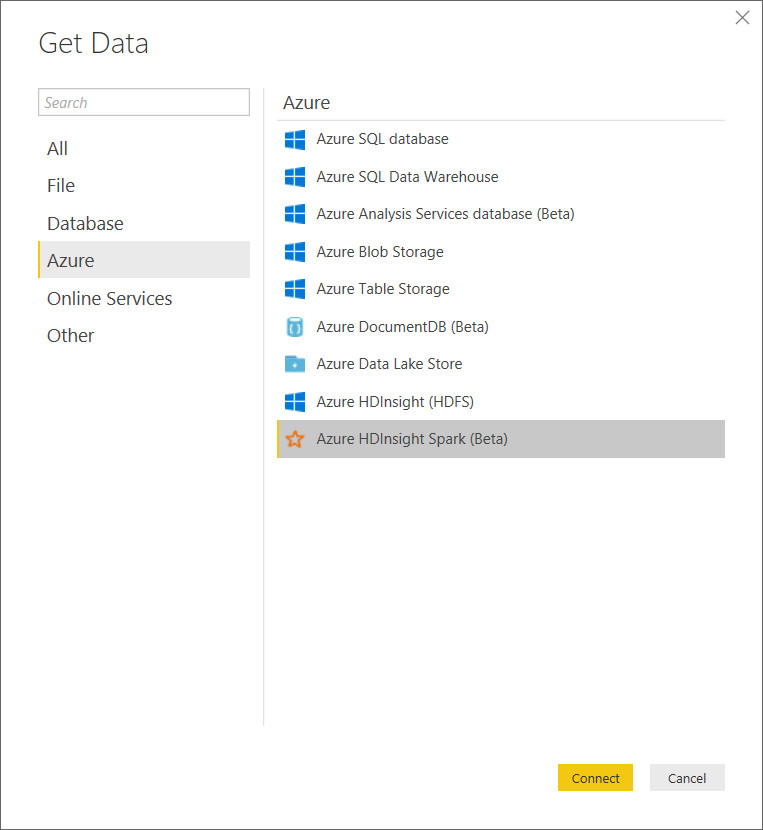 Get Data
Search
All
File
Database
Azure
Online Services
Other
Azure
Azure SQL database
Azure SQL Data Warehouse
Azure Analysis Services database (Beta)
Azure Blob Storage
Azure Table Storage
Azure DocumentDB (Beta)
Azure Data Lake Store
Azure HDInsight (HDFS)
Azure HDInsight Spark (Beta)
Connect
Cancel